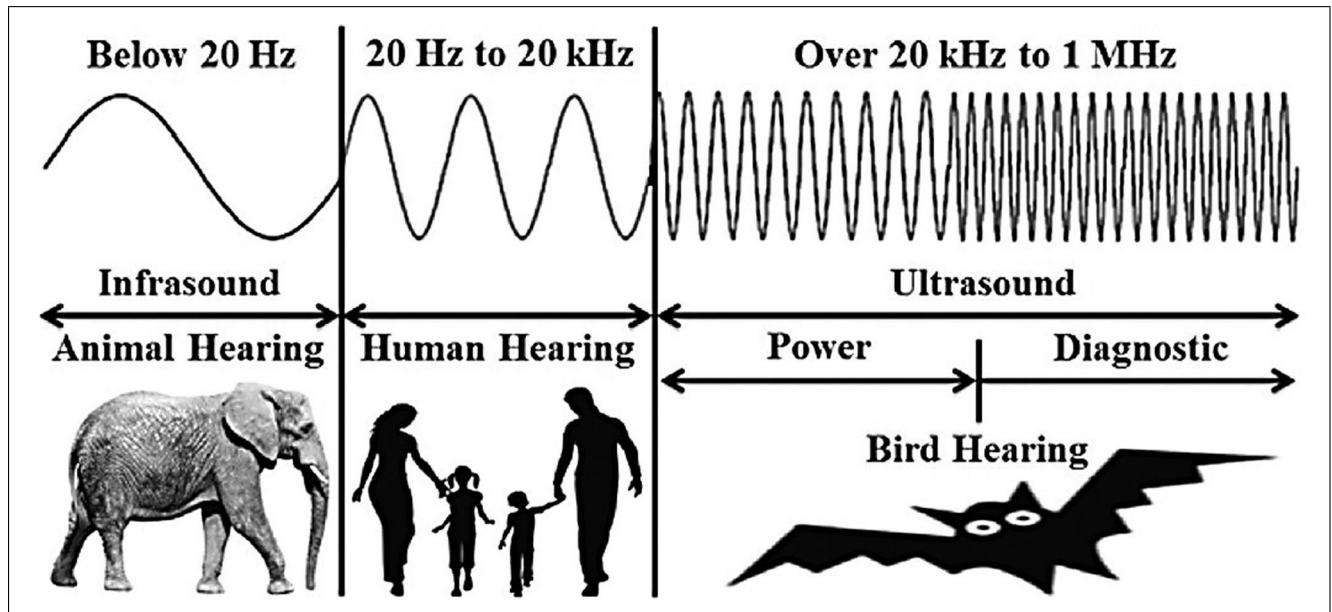 Below 20 Hz
20 Hz to 20 kHz
Over 20 kHz to 1 MHz
Infrasound
Ultrasound
Animal Hearing
Human Hearing
Power
Diagnostic
Bird Hearing